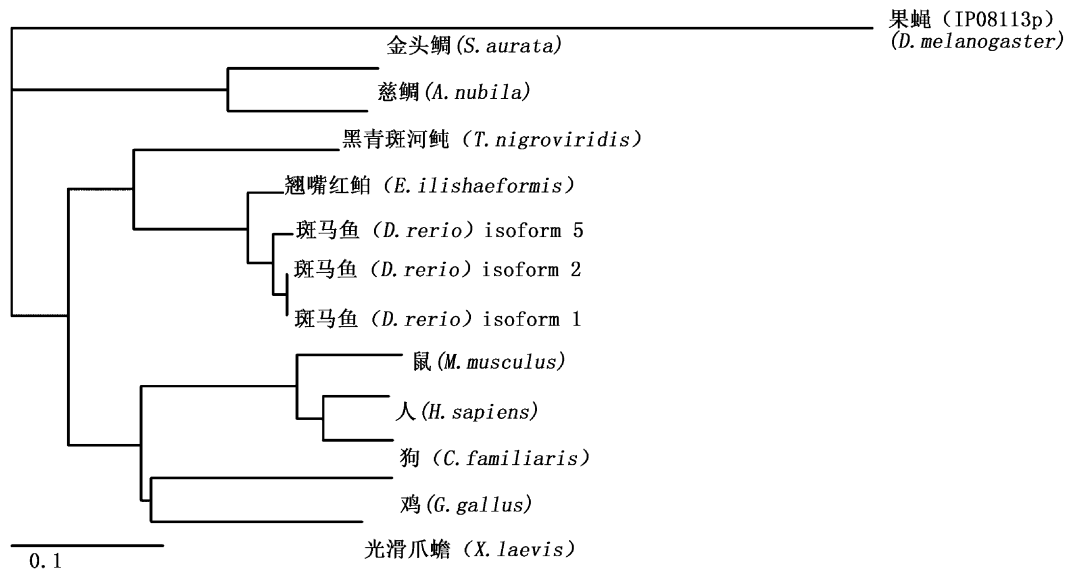 果蝇（IP08113p）
(D.melanogaster)
金头鲷(S.aurata)
慈鲷(A.nubila)
黑青斑河鲀（T.nigroviridis）
翘嘴红鲌（E.ilishaeformis）
斑马鱼（D.rerio）isoform 5
斑马鱼（D.rerio）isoform 2
斑马鱼（D.rerio）isoform 1
鼠(M.musculus)
人(H.sapiens)
狗（C.familiaris）
鸡(G.gallus)
光滑爪蟾（X.laevis）
0.1